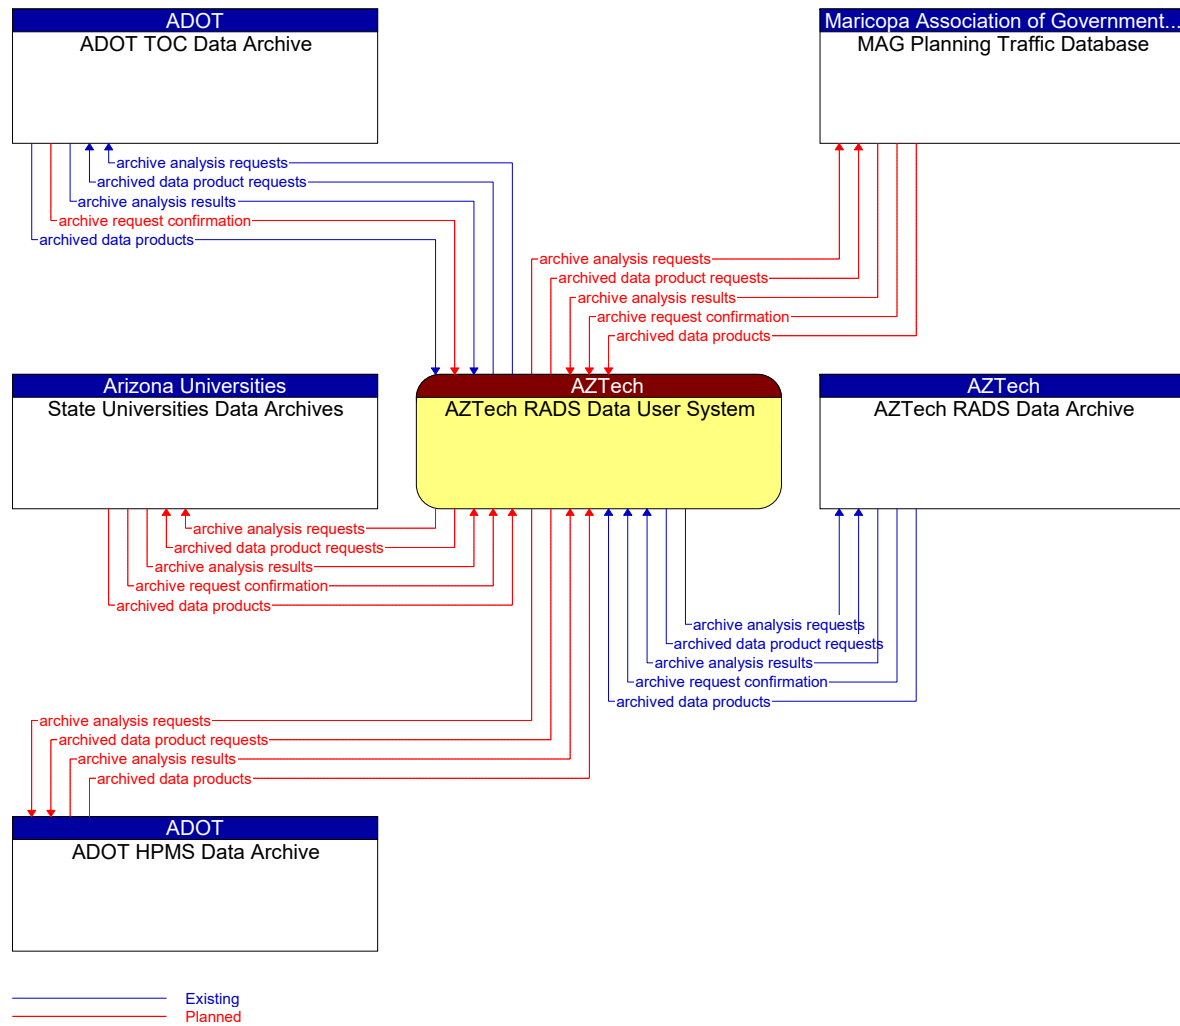 ADOT
ADOT TOC Data Archive
Maricopa Association of Government...
MAG Planning Traffic Database
archive analysis requests
archived data product requests
archive analysis results
archive request confirmation
archived data products
archive analysis requests
archived data product requests
archive analysis results
archive request confirmation
archived data products
Arizona Universities
State Universities Data Archives
AZTech
AZTech RADS Data User System
AZTech
AZTech RADS Data Archive
archive analysis requests
archived data product requests
archive analysis results
archive request confirmation
archived data products
archive analysis requests
archived data product requests
archive analysis results
archive request confirmation
archived data products
archive analysis requests
archived data product requests
archive analysis results
archived data products
ADOT
ADOT HPMS Data Archive
Existing
Planned